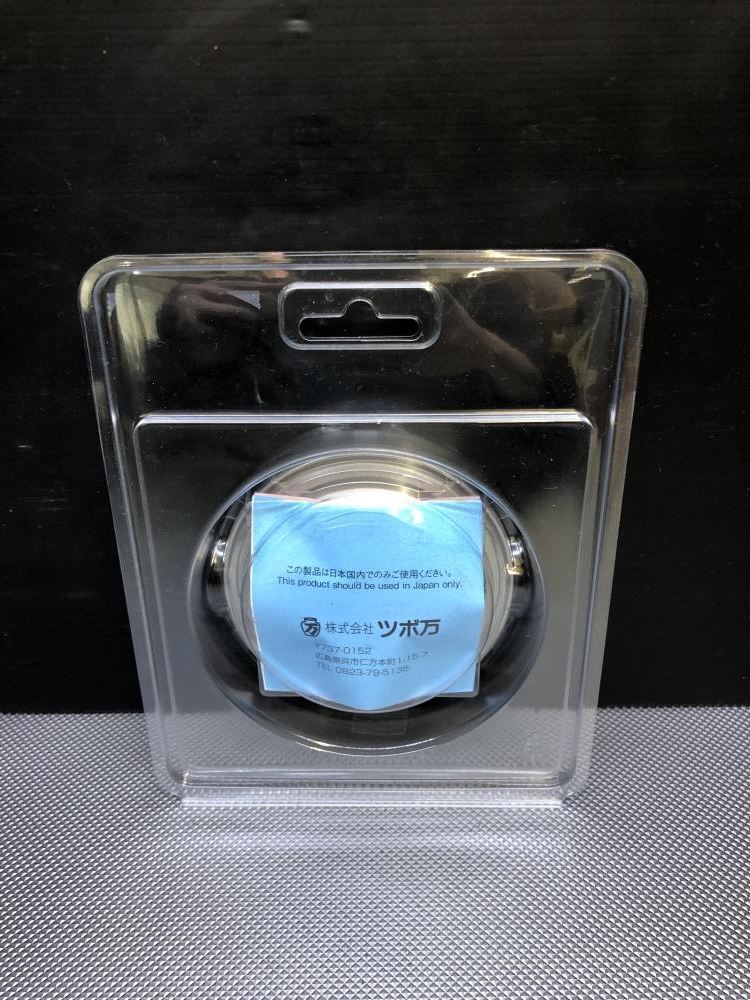 この製品は日本国内でのみご使用ください。
This product should be used in Japan only.
万 株式会社 ツボ万
〒737-0152
広島県呉市仁方本町1-15-7
TEL 0823-79-5135